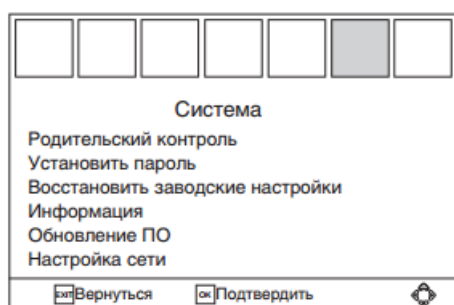 Система
Родительский контроль
Установить пароль
Восстановить заводские настройки
Информация
Обновление ПО
Настройка сети
EXIT Вернуться OK Подтвердить